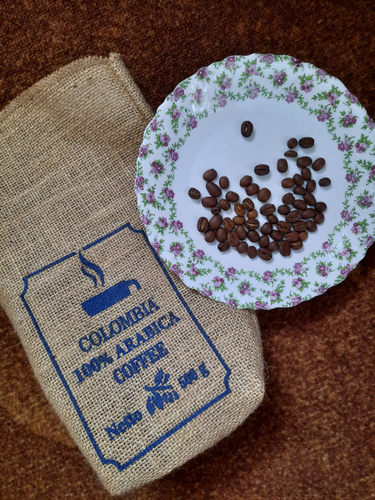 COLOMBIA
100% ARABICA
COFFEE
Netto 500 g